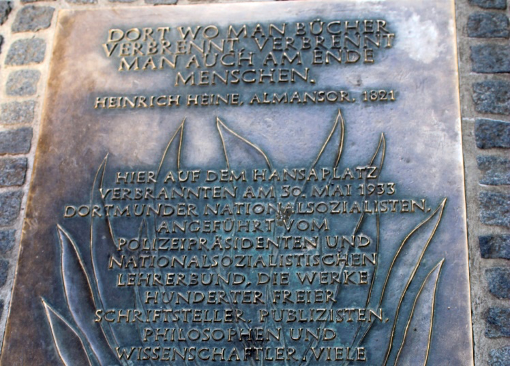 DORT WO MAN BÜCHER
VERBRENNT, VERBRENNT
MAN AUCH AM ENDE
MENSCHEN.
HEINRICH HEINE, ALMANSOR, 1821
HIER AUF DEM HANSAPLATZ
VERBRANNTEN AM 30. MAI 1933
DORTMUNDER NATIONALSOZIALISTEN,
ANGEFÜHRT VOM
POLIZEIPRÄSIDENTEN UND
NATIONALSOZIALISTISCHEN
LEHRERBUND, DIE WERKE
HUNDERTER FREIER
SCHRIFTSTELLER, PUBLIZISTEN,
PHILOSOPHEN UND
WISSENSCHAFTLER, VIELE